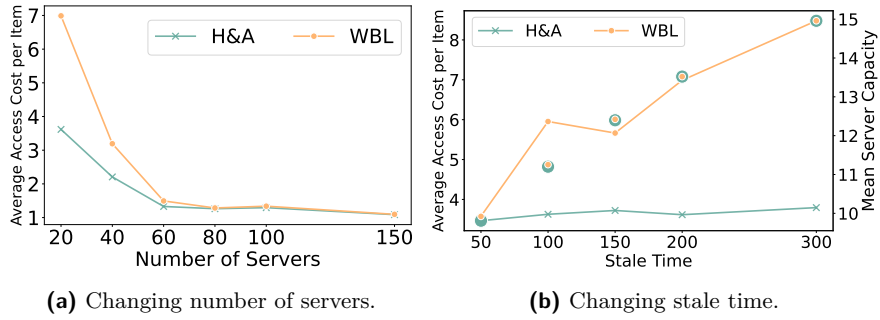 Average Access Cost per Item
7
6
5
4
3
2
1
H&A WBL
20 40 60 80 100 150
Number of Servers
(a) Changing number of servers.
Average Access Cost per Item
8
7
6
5
4
H&A WBL
15
14
13
12
11
10
Mean Server Capacity
50 100 150 200 300
Stale Time
(b) Changing stale time.